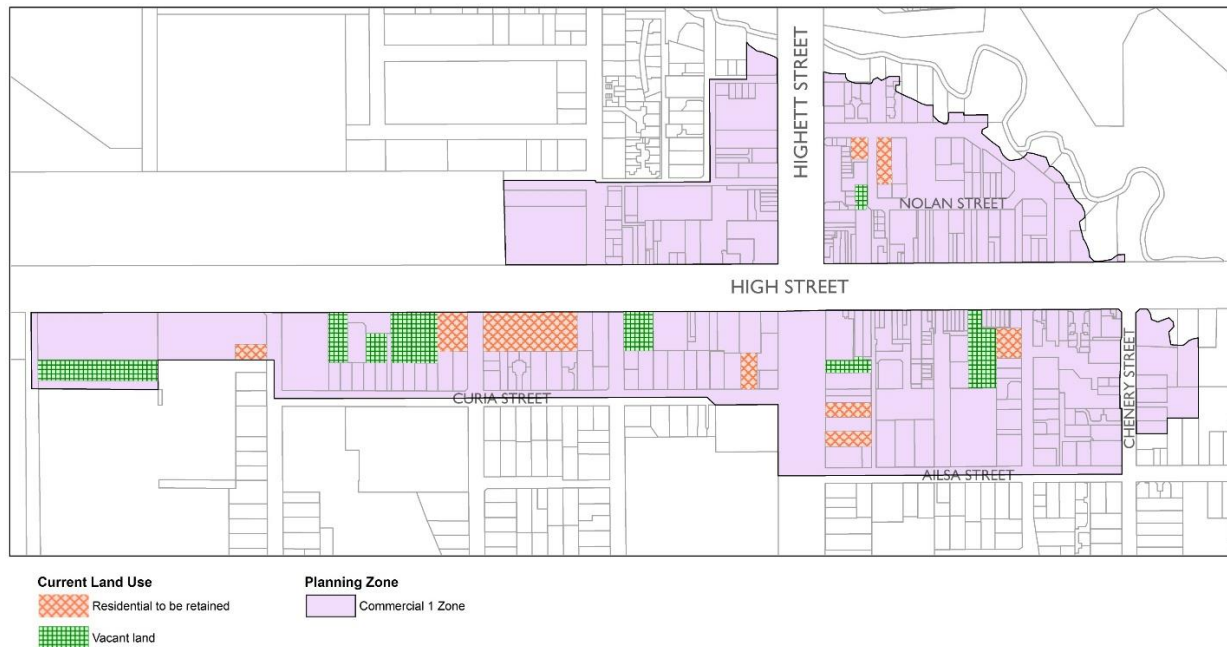 HIGHETT STREET
NOLAN STREET
HIGH STREET
CHENERY STREET
CURIA STREET
AILSA STREET
Current Land Use
Residential to be retained
Vacant land
Planning Zone
Commercial 1 Zone